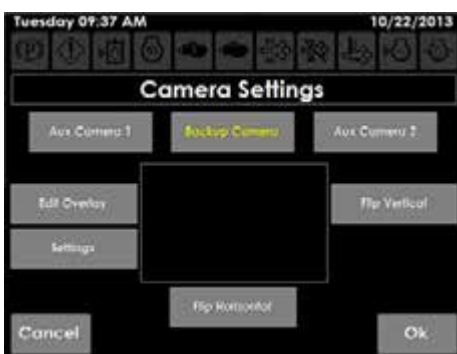 Tuesday 09:37 AM 10/22/2013
Camera Settings
Aux Camera 1 Backup Camera Aux Camera 2
Edit Overlay Flip Vertical
Settings
Flip Horizontal
Cancel Ok